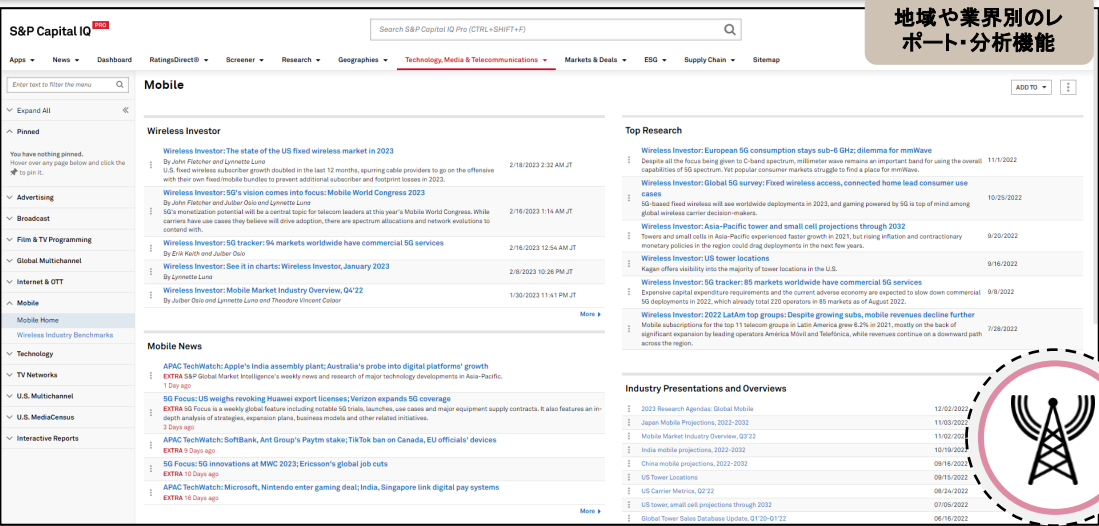 地域や業界別のレ
ポート・分析機能
S&P Capital IQ PRO
Search S&P Capital IQ Pro (CTRL+SHIFT+F)
Apps News Dashboard RatingsDirect® Screener Research Geographies Technology, Media & Telecommunications Markets & Deals ESG Supply Chain Sitemap
Enter text to filter the menu
Expand All
Pinned
You have nothing pinned.
Hover over any page below and click the
to pin it.
Advertising
Broadcast
Film & TV Programming
Global Multichannel
Internet & OTT
Mobile
Mobile Home
Wireless Industry Benchmarks
Technology
TV Networks
U.S. Multichannel
U.S. MediaCensus
Interactive Reports
Mobile
ADD TO
Wireless Investor
Wireless Investor: The state of the US fixed wireless market in 2023
By John Fletcher and Lynnette Luna
2/18/2023 2:32 AM JT
U.S. fixed wireless subscriber growth doubled in the last 12 months, spurring cable providers to go on the offensive
with their own fixed/mobile bundles to prevent additional subscriber and footprint losses in 2023.
Wireless Investor: 5G's vision comes into focus: Mobile World Congress 2023
By John Fletcher and Julber Osio and Lynnette Luna
2/16/2023 1:14 AM JT
5G's monetization potential will be a central topic for telecom leaders at this year's Mobile World Congress. While
carriers have use cases they believe will drive adoption, there are spectrum allocations and network evolutions to
contend with.
Wireless Investor: 5G tracker: 94 markets worldwide have commercial 5G services
By Erik Keith and Julber Osio
2/16/2023 12:54 AM JT
Wireless Investor: See it in charts: Wireless Investor, January 2023
By Lynnette Luna
2/8/2023 10:26 PM JT
Wireless Investor: Mobile Market Industry Overview, Q4'22
By Julber Osio and Lynnette Luna and Theodore Vincent Calaor
1/30/2023 11:41 PM JT
More
Mobile News
APAC TechWatch: Apple's India assembly plant; Australia's probe into digital platforms' growth
EXTRA S&P Global Market Intelligence's weekly news and research of major technology developments in Asia-Pacific.
1 Day ago
5G Focus: US weighs revoking Huawei export licenses; Verizon expands 5G coverage
EXTRA 5G Focus is a weekly global feature including notable 5G trials, launches, use cases and major equipment supply contracts. It also features an in-
depth analysis of strategies, expansion plans, business models and other related initiatives.
3 Days ago
APAC TechWatch: SoftBank, Ant Group's Paytm stake; TikTok ban on Canada, EU officials' devices
EXTRA 9 Days ago
5G Focus: 5G innovations at MWC 2023; Ericsson's global job cuts
EXTRA 10 Days ago
APAC TechWatch: Microsoft, Nintendo enter gaming deal; India, Singapore link digital pay systems
EXTRA 16 Days ago
More
Top Research
Wireless Investor: European 5G consumption stays sub-6 GHz; dilemma for mmWave
Despite all the focus being given to C-band spectrum, millimeter wave remains an important band for using the overall
capabilities of 5G spectrum. Yet popular consumer markets struggle to find a place for mmWave.
11/1/2022
Wireless Investor: Global 5G survey: Fixed wireless access, connected home lead consumer use
cases
5G-based fixed wireless will see worldwide deployments in 2023, and gaming powered by 5G is top of mind among
global wireless carrier decision-makers.
10/25/2022
Wireless Investor: Asia-Pacific tower and small cell projections through 2032
Towers and small cells in Asia-Pacific experienced faster growth in 2021, but rising inflation and contractionary
monetary policies in the region could drag deployments in the next few years.
9/20/2022
Wireless Investor: US tower locations
Kagan offers visibility into the majority of tower locations in the U.S.
9/16/2022
Wireless Investor: 5G tracker: 85 markets worldwide have commercial 5G services
Expensive capital expenditure requirements and the current adverse economy are expected to slow down commercial
5G deployments in 2022, which already total 220 operators in 85 markets as of August 2022.
9/8/2022
Wireless Investor: 2022 LatAm top groups: Despite growing subs, mobile revenues decline further
Mobile subscriptions for the top 11 telecom groups in Latin America grew 6.2% in 2021, mostly on the back of
significant expansion by leading operators América Móvil and Telefónica, while revenues continue on a downward path
across the region.
7/28/2022
Industry Presentations and Overviews
2023 Research Agendas: Global Mobile 12/02/2022
Japan Mobile Projections, 2022-2032 11/03/2022
Mobile Market Industry Overview, Q3'22 11/02/202
India mobile projections, 2022-2032 10/19/202
China mobile projections, 2022-2032 09/16/202
US Tower Locations 09/15/2022
US Carrier Metrics, Q2'22 08/24/2022
US tower, small cell projections through 2032 07/05/2022
Global Tower Sales Database Update, Q1'20-Q1'22 06/16/2022